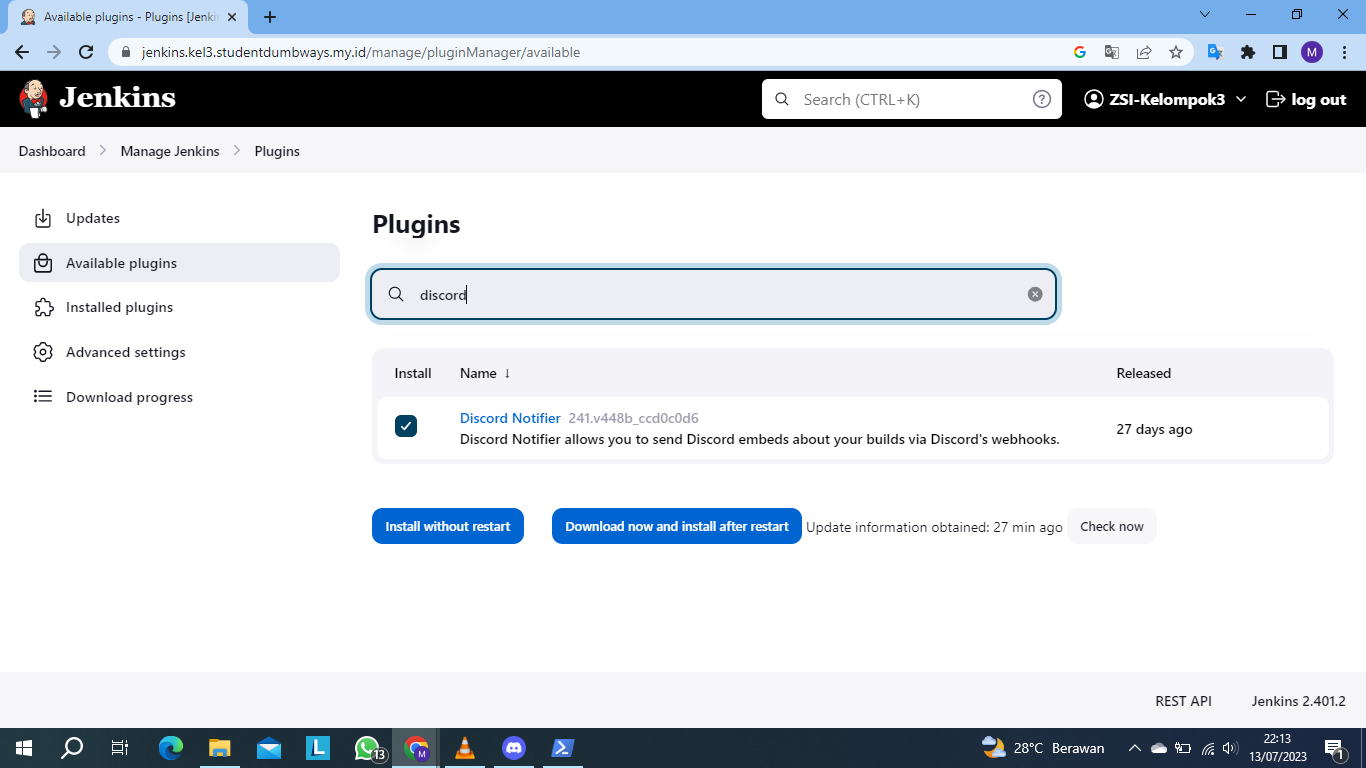 Available plugins - Plugins [Jenki
jenkins.kel3.studentdumbways.my.id/manage/pluginManager/available
M
Jenkins
Search (CTRL+K)
?
ZSI-Kelompok3
log out
Dashboard
Manage Jenkins
Plugins
Updates
Available plugins
Installed plugins
Advanced settings
Download progress
Plugins
discord
Install
Name ↓
Released
Discord Notifier 241.v448b_ccd0c0d6
Discord Notifier allows you to send Discord embeds about your builds via Discord's webhooks.
27 days ago
Install without restart
Download now and install after restart
Update information obtained: 27 min ago
Check now
REST API
Jenkins 2.401.2
L
13
M
28°C Berawan
22:13
13/07/2023
1